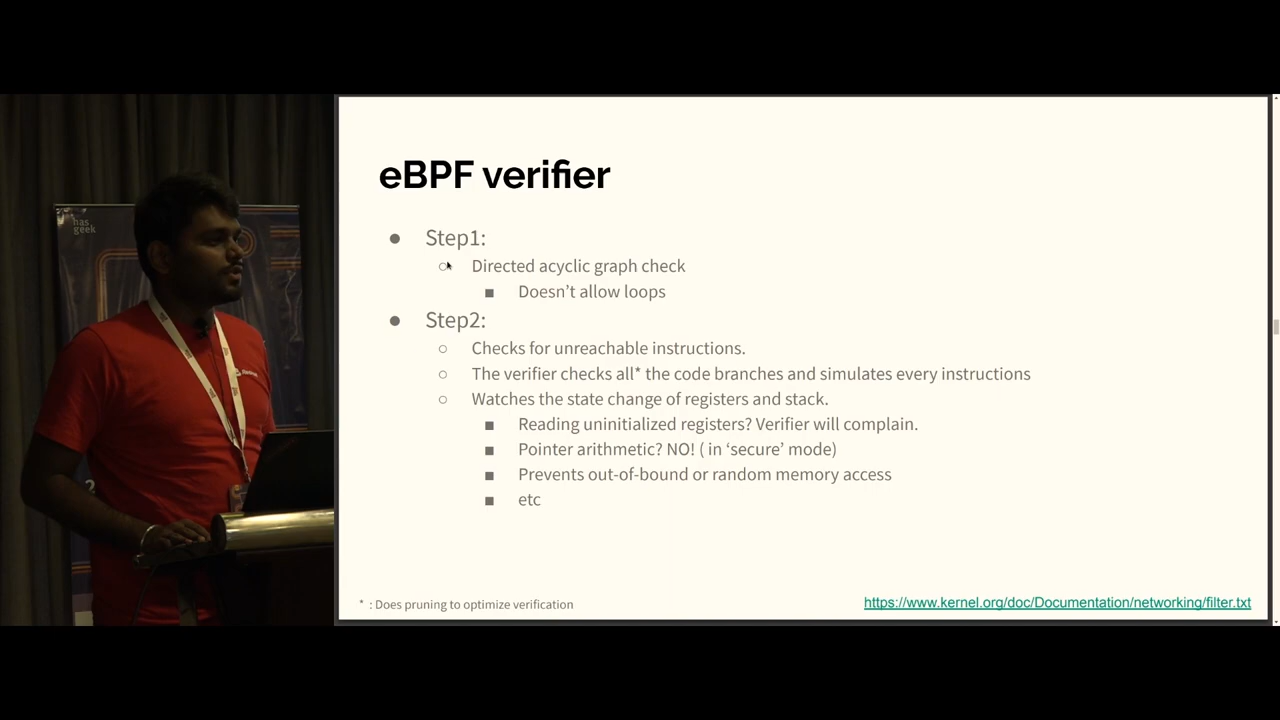 has
geek
eBPF verifier
● Step1:
○ Directed acyclic graph check
■ Doesn't allow loops
● Step2:
○ Checks for unreachable instructions.
○ The verifier checks all* the code branches and simulates every instructions
○ Watches the state change of registers and stack.
■ Reading uninitialized registers? Verifier will complain.
■ Pointer arithmetic? NO! ( in ‘secure’ mode)
■ Prevents out-of-bound or random memory access
■ etc
* : Does pruning to optimize verification
https://www.kernel.org/doc/Documentation/networking/filter.txt